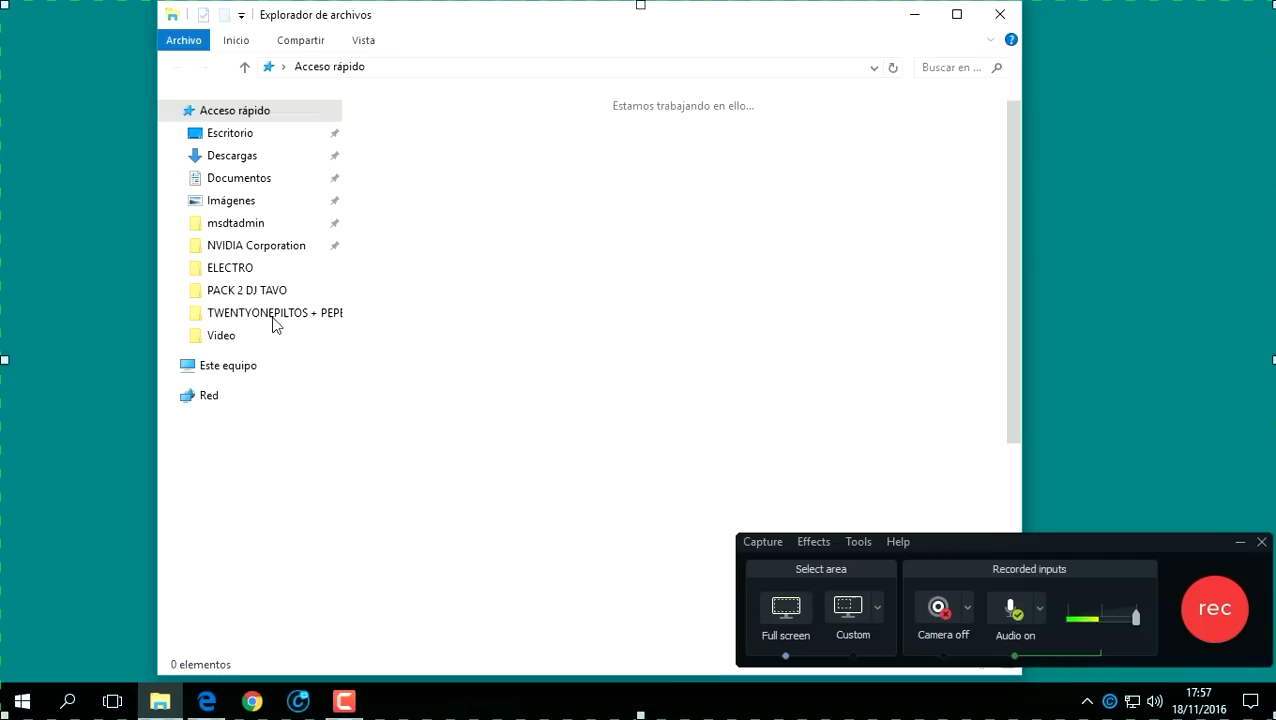 Explorador de archivos
Archivo Inicio Compartir Vista
Acceso rápido Buscar en ...
Acceso rápido
Estamos trabajando en ello...
Escritorio
Descargas
Documentos
Imágenes
msdtadmin
NVIDIA Corporation
ELECTRO
PACK 2 DJ TAVO
TWENTYONEPILTOS + PEPE
Video
Este equipo
Red
0 elementos
Capture Effects Tools Help
Select area Recorded inputs
rec
Full screen Custom Camera off Audio on
17:57
18/11/2016